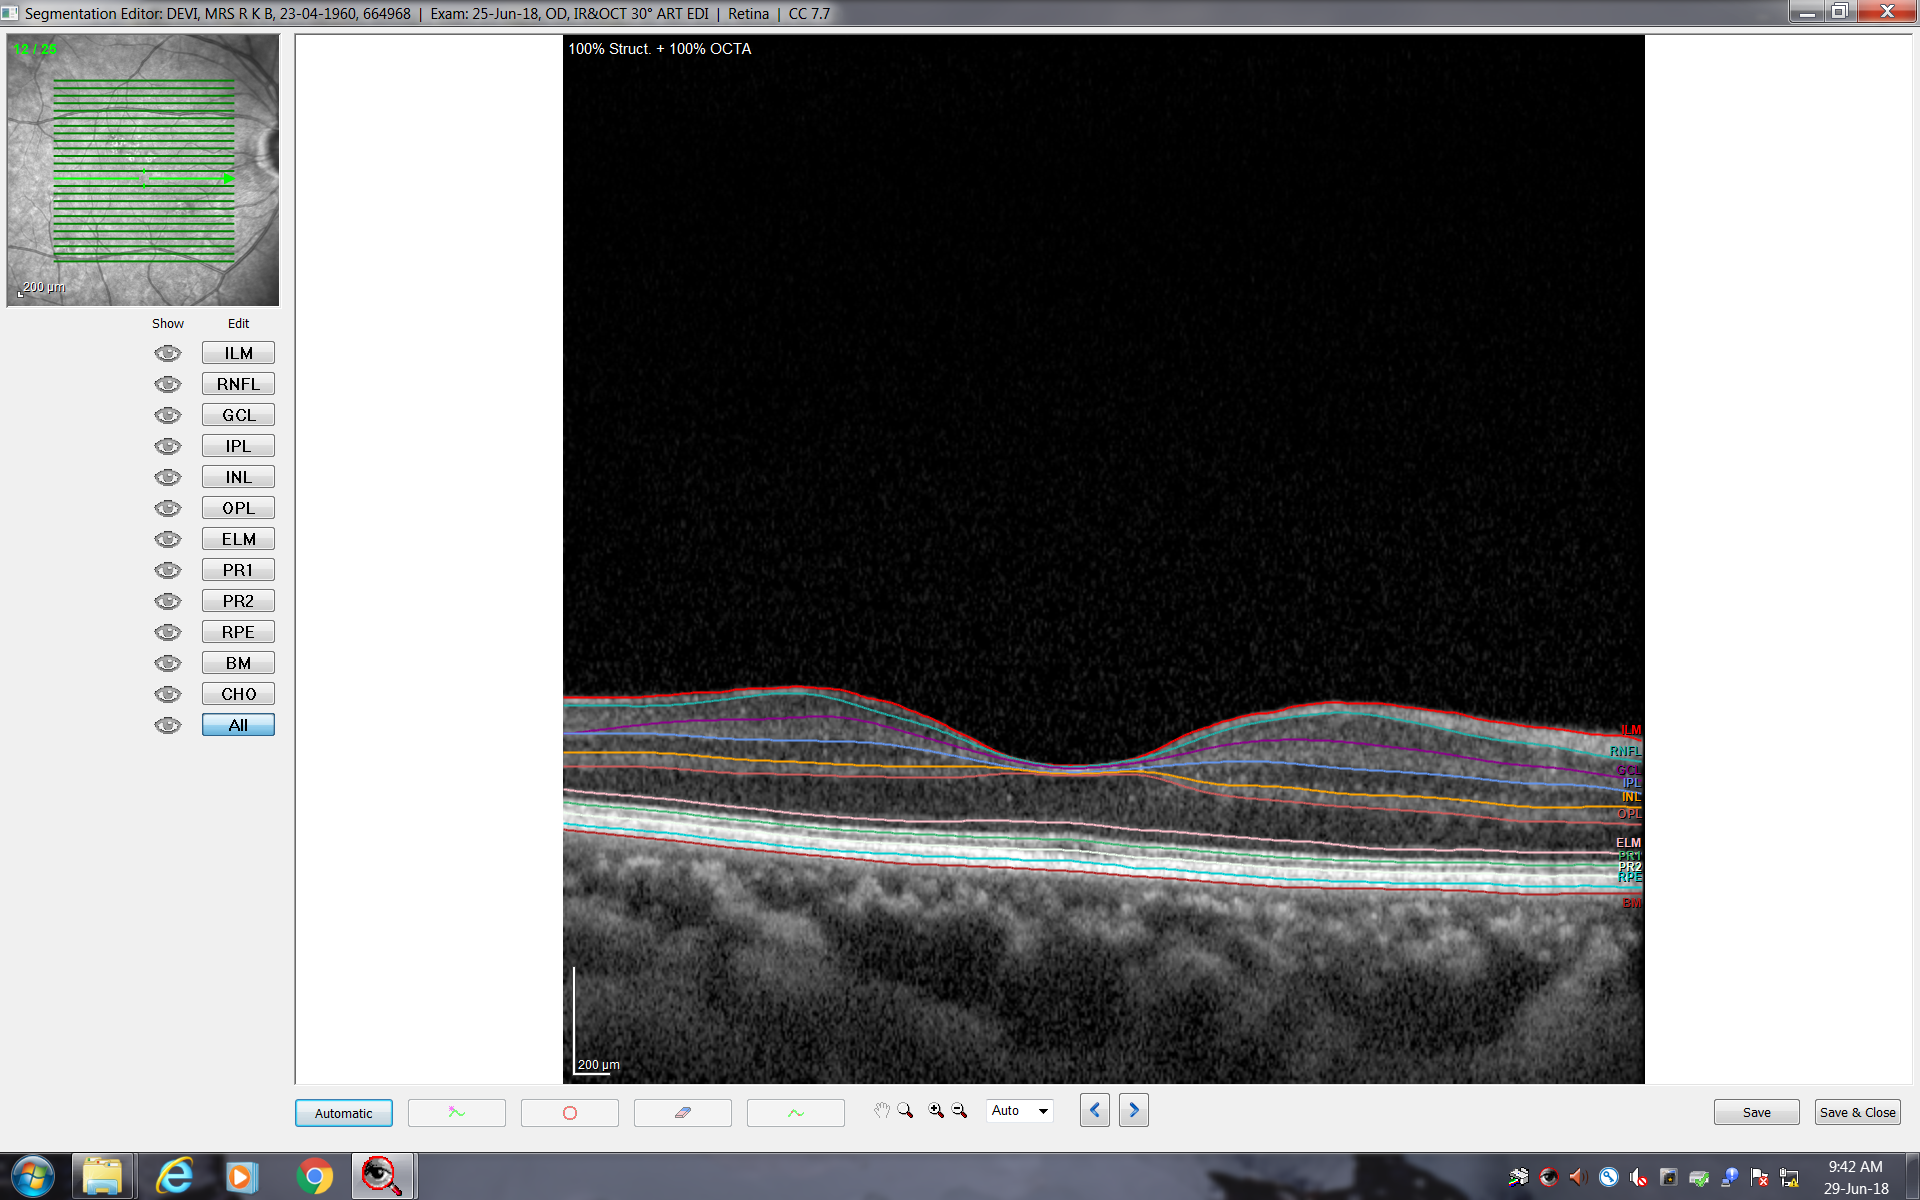 Segmentation Editor: DEVI, MRS R K B, 23-04-1960, 664968 | Exam: 25-Jun-18, OD, IR&OCT 30° ART EDI | Retina | CC 7.7
12 / 25
200 µm
Show Edit
ILM
RNFL
GCL
IPL
INL
OPL
ELM
PR1
PR2
RPE
BM
CHO
All
100% Struct. + 100% OCTA
ILM
RNFL
GCL
IPL
INL
OPL
ELM
PR1
PR2
RPE
BM
200 µm
Automatic
Auto
Save
Save & Close
9:42 AM
29-Jun-18